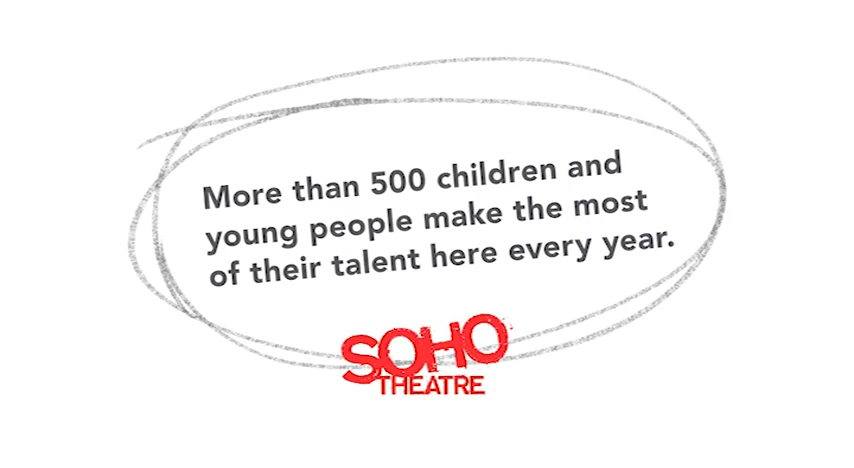 More than 500 children and
young people make the most
of their talent here every year.
SOHO
THEATRE